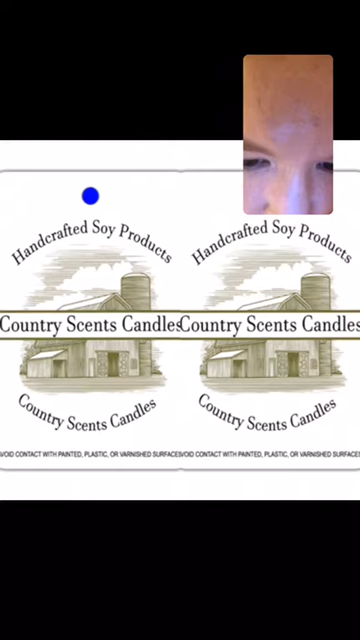 Handcrafted Soy Products Handcrafted Soy Products
Country Scents Candles Country Scents Candles
Country Scents Candles Country Scents Candles
VOID CONTACT WITH PAINTED, PLASTIC, OR VARNISHED SURFACES VOID CONTACT WITH PAINTED, PLASTIC, OR VARNISHED SURFACES